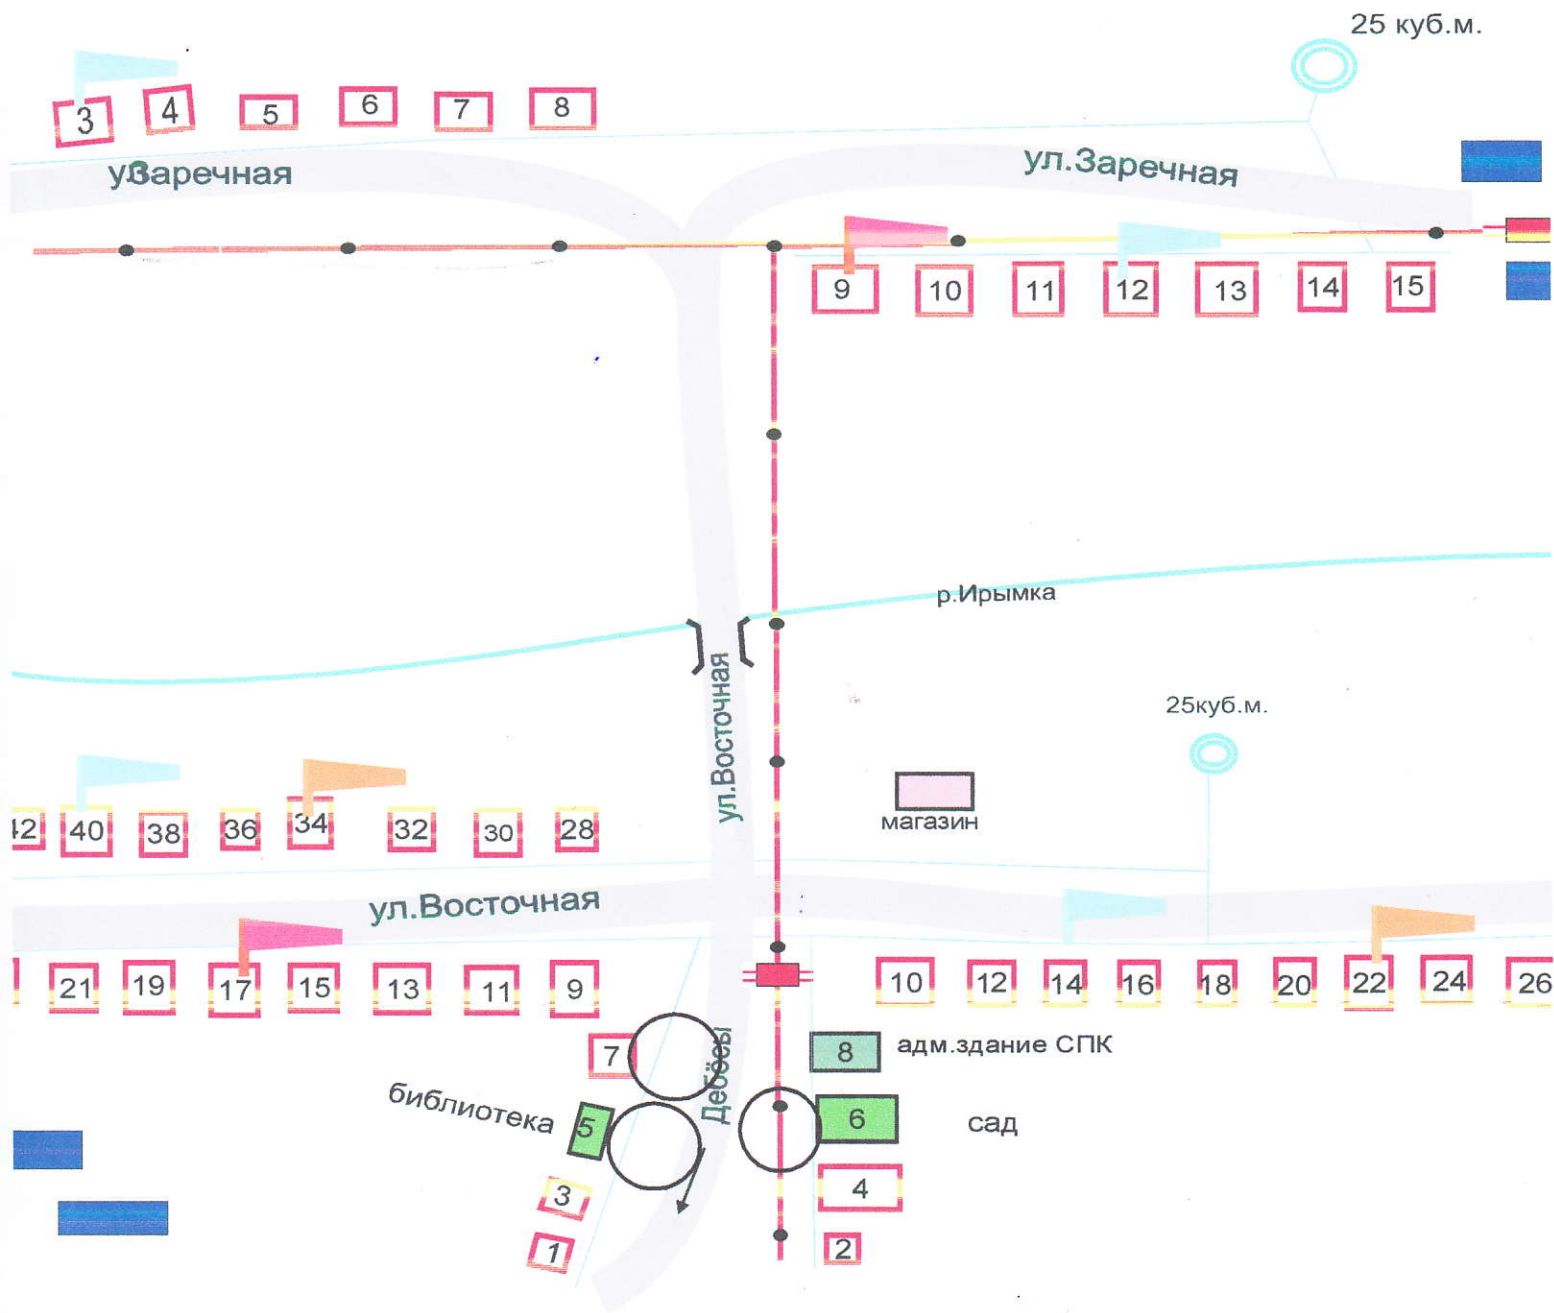 25 куб.м.
3 4 5 6 7 8
ул.Заречная
ул.Заречная
9 10 11 12 13 14 15
р.Ирымка
ул.Восточная
25куб.м.
магазин
42 40 38 36 34 32 30 28
ул.Восточная
21 19 17 15 13 11 9
10 12 14 16 18 20 22 24 26
7
Дебёсы
8 адм.здание СПК
библиотека 5
6 сад
3
4
1
2